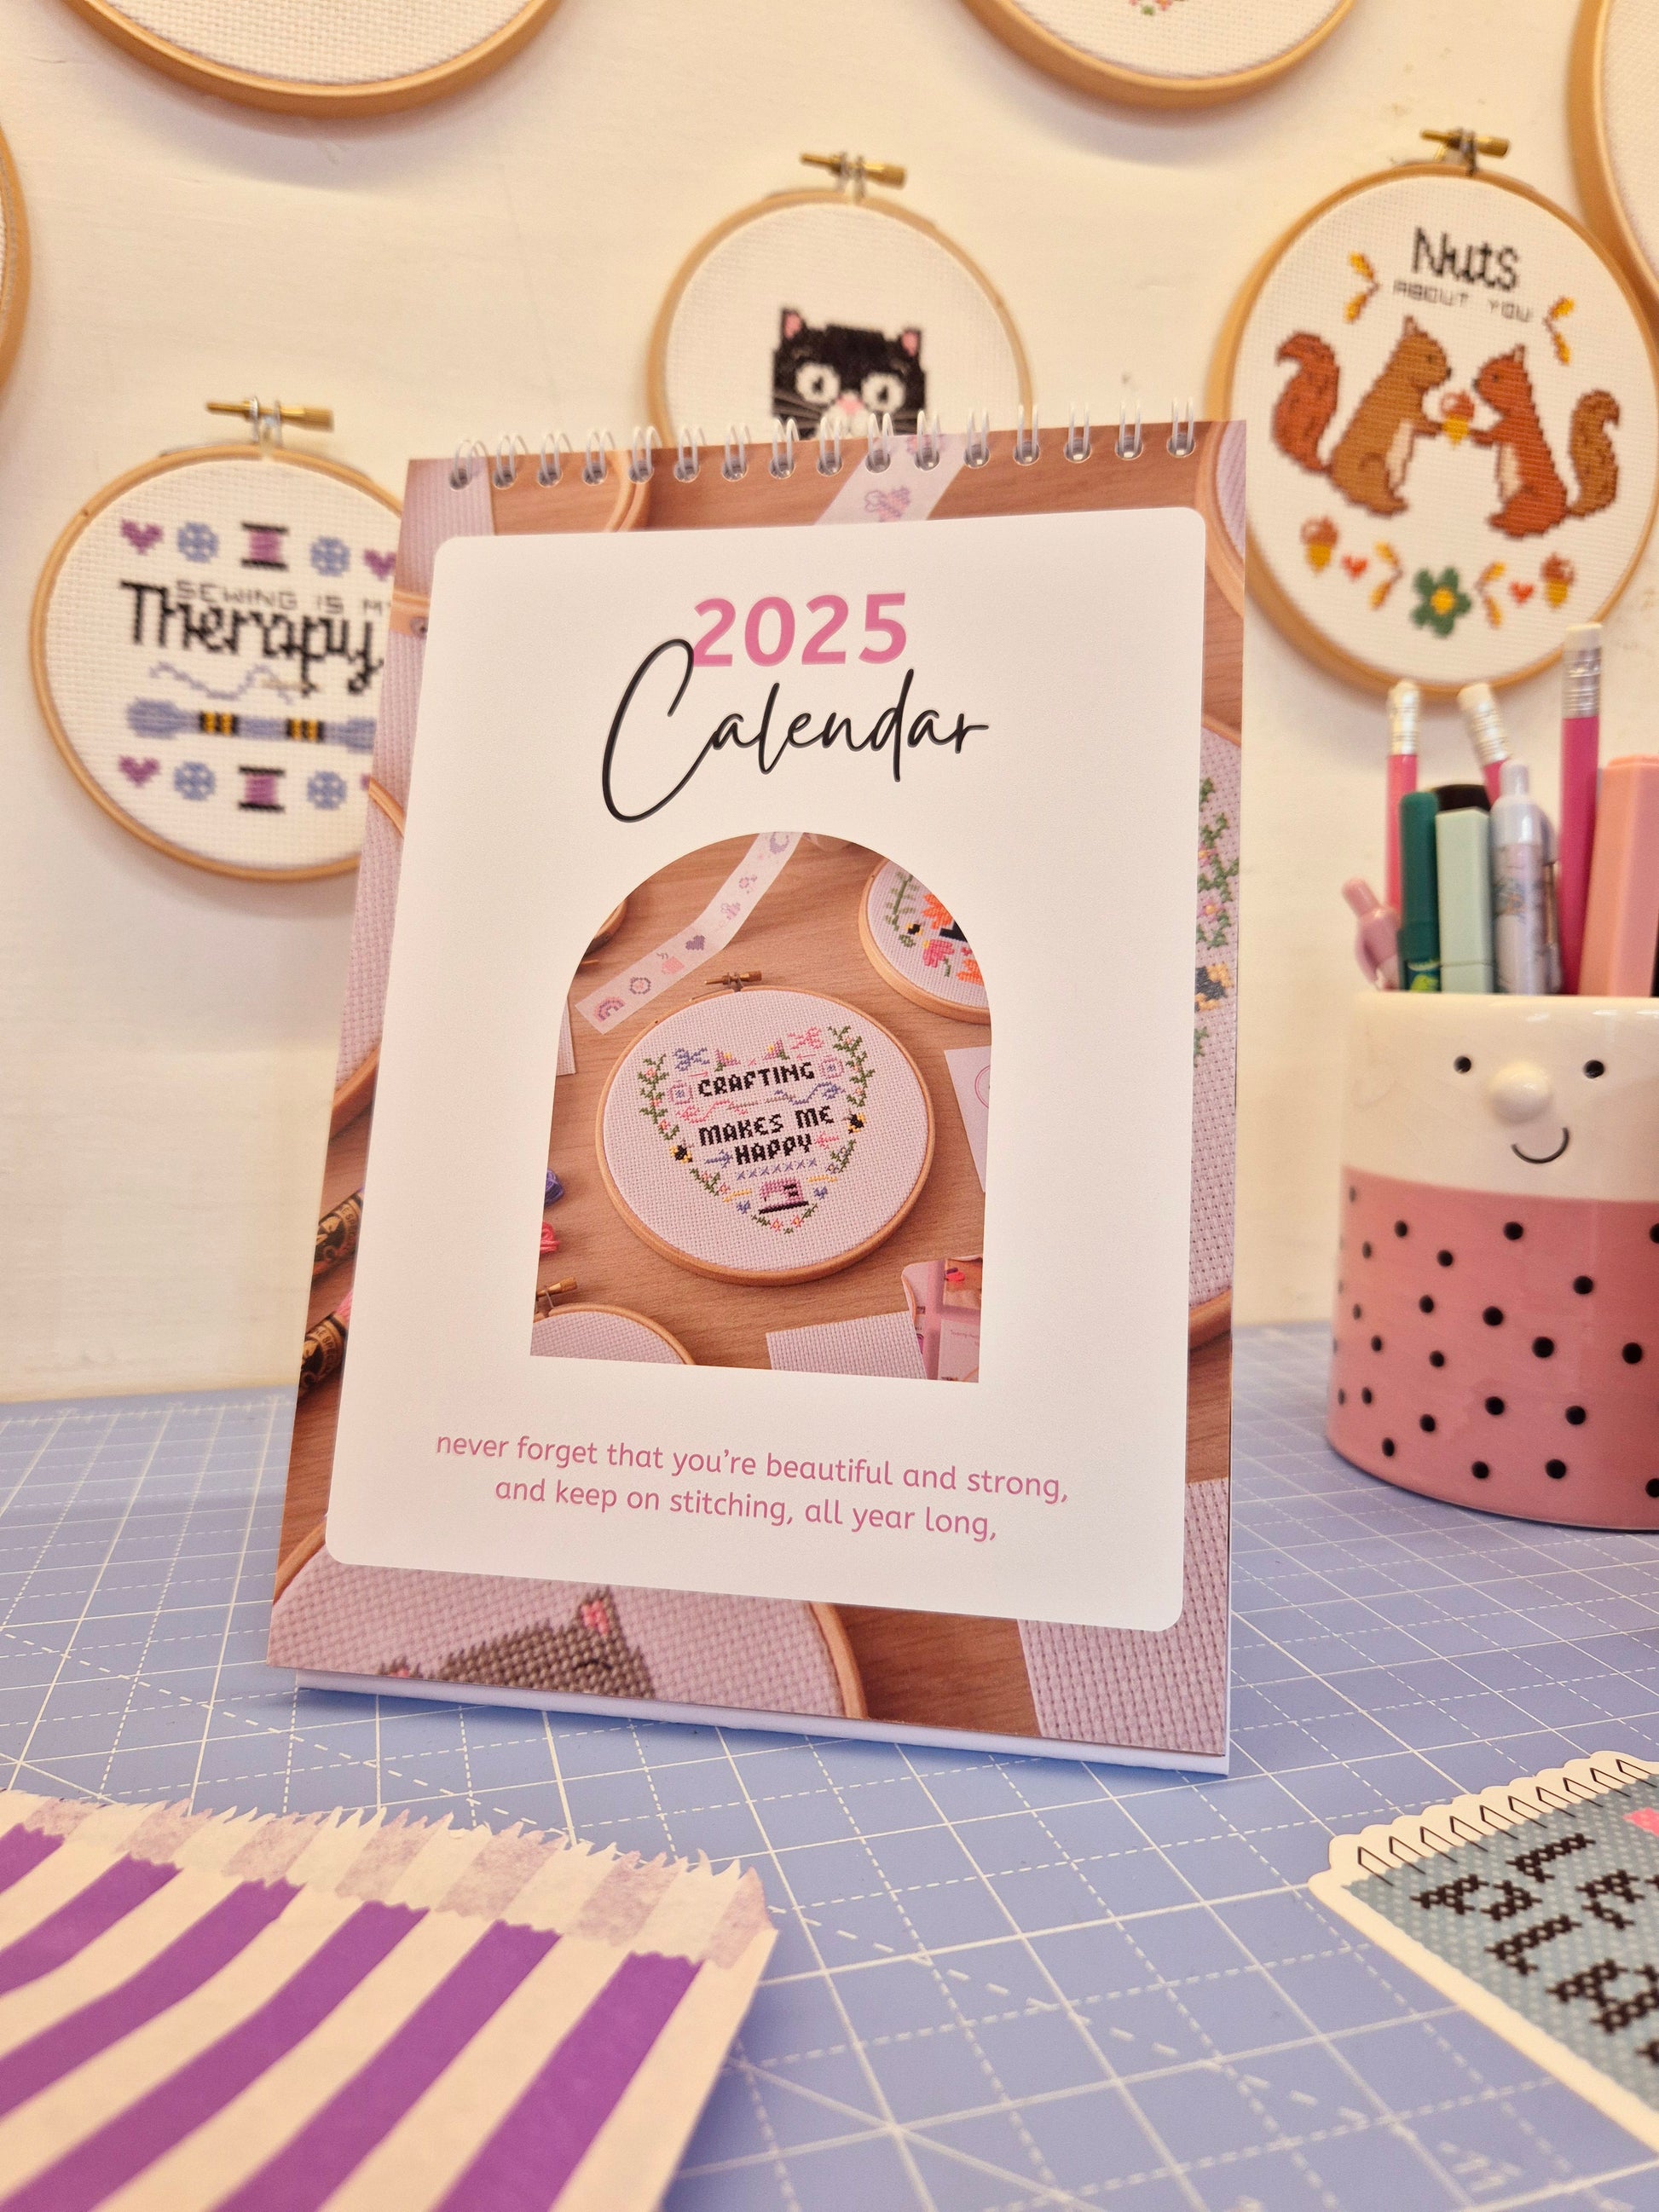 Nuts
ABOUT YOU
SEWING IS MY
Therapy
2025
Calendar
CRAFTING
MAKES ME
HAPPY
never forget that you're beautiful and strong,
and keep on stitching, all year long,